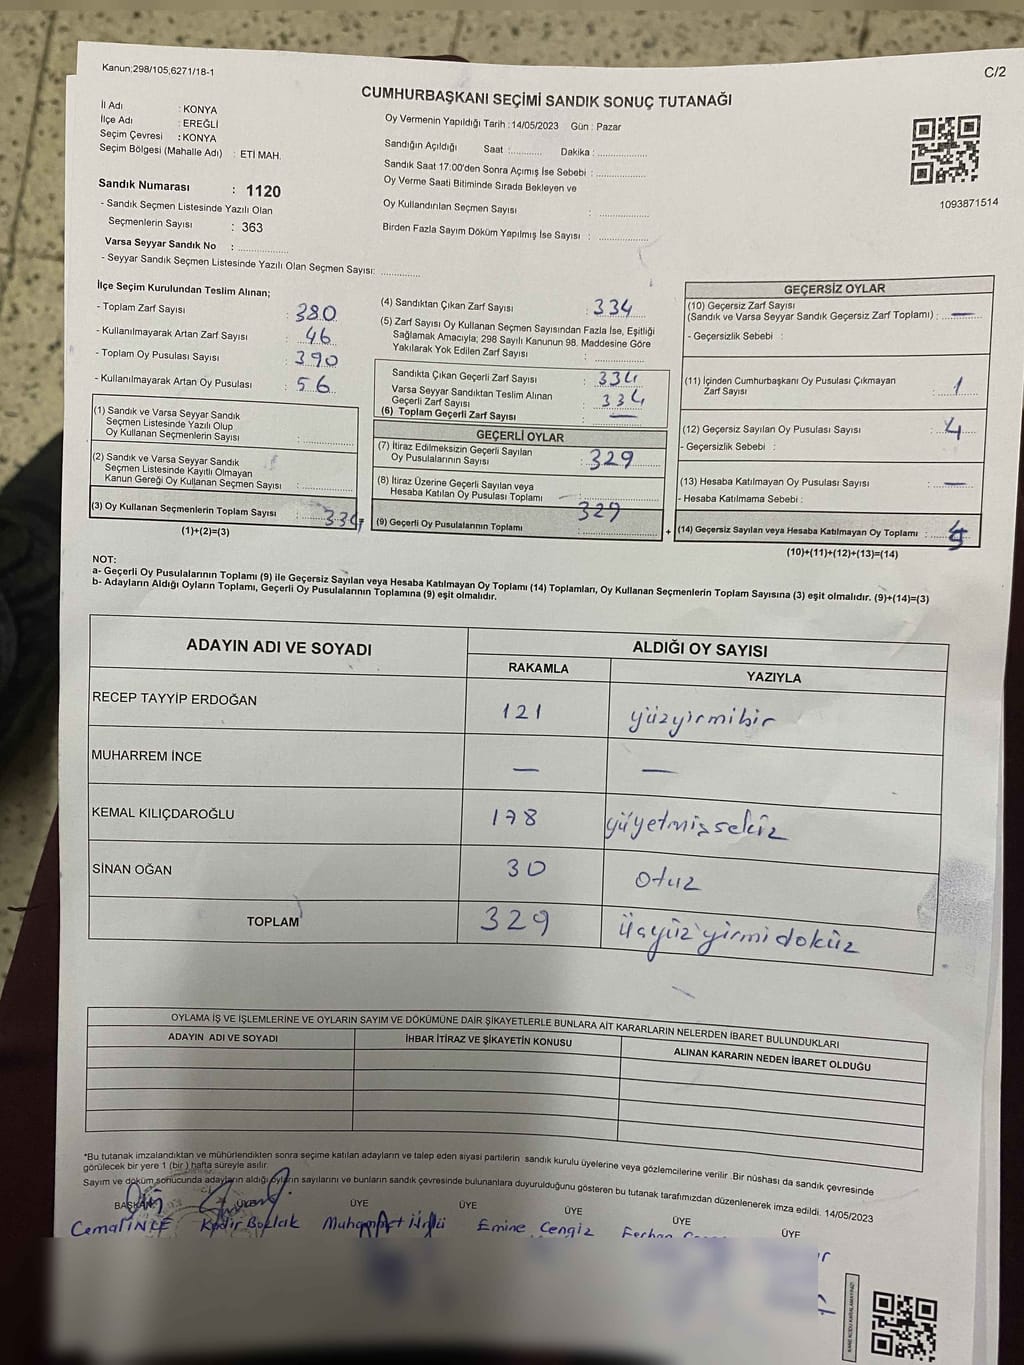 Kanun;298/105,6271/18-1
C/2
CUMHURBAŞKANI SEÇİMİ SANDIK SONUÇ TUTANAĞI
İl Adı : KONYA
İlçe Adı : EREĞLİ
Seçim Çevresi : KONYA
Seçim Bölgesi (Mahalle Adı) : ETİ MAH.
Sandık Numarası : 1120
- Sandık Seçmen Listesinde Yazılı Olan
Seçmenlerin Sayısı : 363
Varsa Seyyar Sandık No : ..............
- Seyyar Sandık Seçmen Listesinde Yazılı Olan Seçmen Sayısı: ............
Oy Vermenin Yapıldığı Tarih :14/05/2023 Gün : Pazar
Sandığın Açıldığı Saat :........... Dakika :................
Sandık Saat 17:00'den Sonra Açımış İse Sebebi : ................
Oy Verme Saati Bitiminde Sırada Bekleyen ve
Oy Kullandırılan Seçmen Sayısı : ................
Birden Fazla Sayım Döküm Yapılmış İse Sayısı : ................
1093871514
İlçe Seçim Kurulundan Teslim Alınan;
- Toplam Zarf Sayısı : 380
- Kullanılmayarak Artan Zarf Sayısı : 46
- Toplam Oy Pusulası Sayısı : 390
- Kullanılmayarak Artan Oy Pusulası : 56
(1) Sandık ve Varsa Seyyar Sandık
Seçmen Listesinde Yazılı Olup
Oy Kullanan Seçmenlerin Sayısı : ................
(2) Sandık ve Varsa Seyyar Sandık
Seçmen Listesinde Kayıtlı Olmayan
Kanun Gereği Oy Kullanan Seçmen Sayısı : ................
(3) Oy Kullanan Seçmenlerin Toplam Sayısı : 334
(1)+(2)=(3)
(4) Sandıktan Çıkan Zarf Sayısı : 334
(5) Zarf Sayısı Oy Kullanan Seçmen Sayısından Fazla İse, Eşitliği
Sağlamak Amacıyla; 298 Sayılı Kanunun 98. Maddesine Göre
Yakılarak Yok Edilen Zarf Sayısı : ................
Sandıkta Çıkan Geçerli Zarf Sayısı : 334
Varsa Seyyar Sandıktan Teslim Alınan
Geçerli Zarf Sayısı : 334
(6) Toplam Geçerli Zarf Sayısı : —
GEÇERLİ OYLAR
(7) İtiraz Edilmeksizin Geçerli Sayılan
Oy Pusulalarının Sayısı : 329
(8) İtiraz Üzerine Geçerli Sayılan veya
Hesaba Katılan Oy Pusulası Toplamı : ................
(9) Geçerli Oy Pusulalarının Toplamı : 329
+
GEÇERSİZ OYLAR
(10) Geçersiz Zarf Sayısı
(Sandık ve Varsa Seyyar Sandık Geçersiz Zarf Toplamı) : —
- Geçersizlik Sebebi :
(11) İçinden Cumhurbaşkanı Oy Pusulası Çıkmayan
Zarf Sayısı : 1
(12) Geçersiz Sayılan Oy Pusulası Sayısı : 4
- Geçersizlik Sebebi :
(13) Hesaba Katılmayan Oy Pusulası Sayısı : —
- Hesaba Katılmama Sebebi :
(14) Geçersiz Sayılan veya Hesaba Katılmayan Oy Toplamı : 5
(10)+(11)+(12)+(13)=(14)
NOT:
a- Geçerli Oy Pusulalarının Toplamı (9) ile Geçersiz Sayılan veya Hesaba Katılmayan Oy Toplamı (14) Toplamları, Oy Kullanan Seçmenlerin Toplam Sayısına (3) eşit olmalıdır. (9)+(14)=(3)
b- Adayların Aldığı Oyların Toplamı, Geçerli Oy Pusulalarının Toplamına (9) eşit olmalıdır.
ADAYIN ADI VE SOYADI
ALDIĞI OY SAYISI
RAKAMLA YAZIYLA
RECEP TAYYİP ERDOĞAN 121 yüzyirmibir
MUHARREM İNCE — —
KEMAL KILIÇDAROĞLU 178 yüyetmişsekiz
SİNAN OĞAN 30 otuz
TOPLAM 329 üçyüzyirmidokuz
OYLAMA İŞ VE İŞLEMLERİNE VE OYLARIN SAYIM VE DÖKÜMÜNE DAİR ŞİKAYETLERLE BUNLARA AİT KARARLARIN NELERDEN İBARET BULUNDUKLARI
ADAYIN ADI VE SOYADI İHBAR İTİRAZ VE ŞİKAYETİN KONUSU ALINAN KARARIN NEDEN İBARET OLDUĞU
*Bu tutanak imzalandıktan ve mühürlendikten sonra seçime katılan adayların ve talep eden siyasi partilerin sandık kurulu üyelerine veya gözlemcilerine verilir .Bir nüshası da sandık çevresinde
görülecek bir yere 1 (bir ) hafta süreyle asılır.
Sayım ve döküm sonucunda adayların aldığı oyların sayılarını ve bunların sandık çevresinde bulunanlara duyurulduğunu gösteren bu tutanak tarafımızdan düzenlenerek imza edildi. 14/05/2023
BAŞKAN ÜYE ÜYE ÜYE ÜYE ÜYE
Cemal İNCE Kadir Emine Cengiz Ferhan